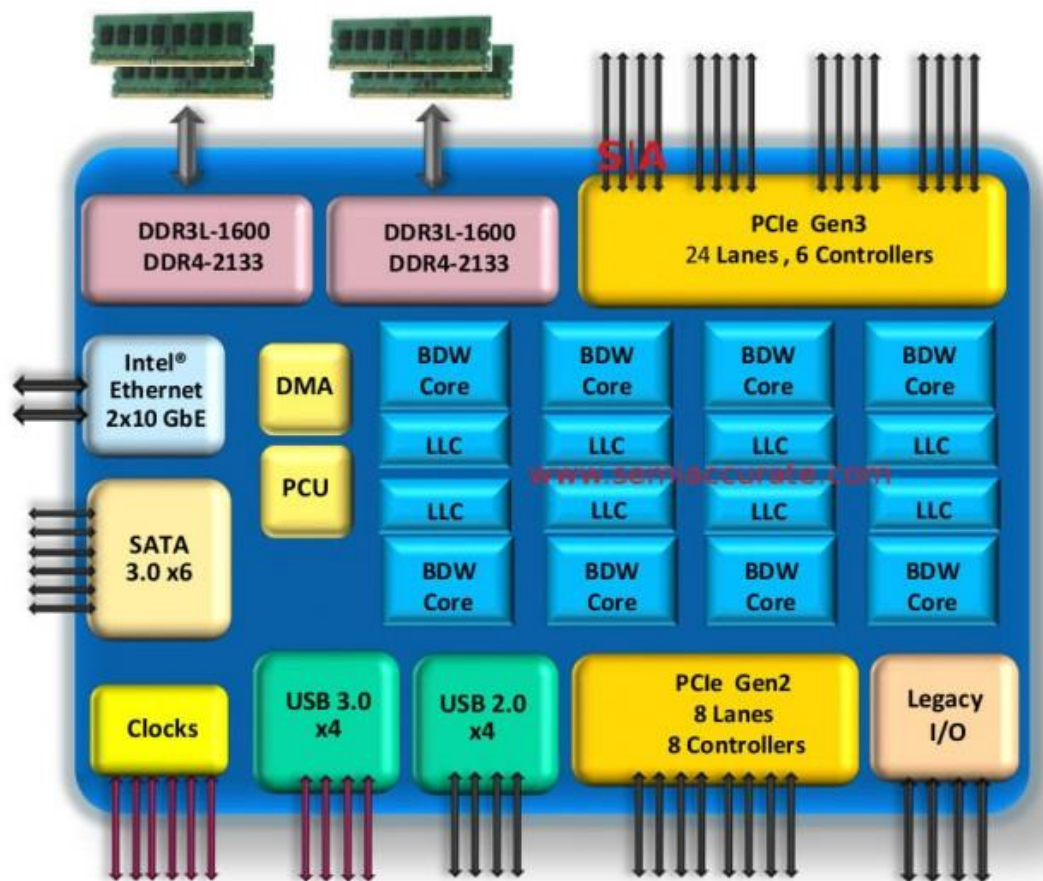 S|A
DDR3L-1600
DDR4-2133
DDR3L-1600
DDR4-2133
PCIe Gen3
24 Lanes , 6 Controllers
Intel®
Ethernet
2x10 GbE
DMA
PCU
BDW
Core
BDW
Core
BDW
Core
BDW
Core
LLC
LLC
LLC
LLC
www.semiaccurate.com
LLC
LLC
LLC
LLC
BDW
Core
BDW
Core
BDW
Core
BDW
Core
SATA
3.0 x6
Clocks
USB 3.0
x4
USB 2.0
x4
PCIe Gen2
8 Lanes
8 Controllers
Legacy
I/O